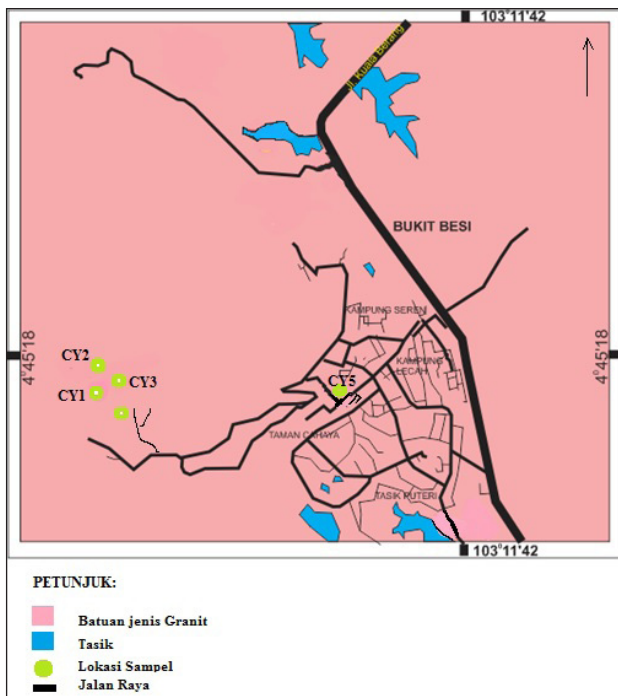 103°11'42
Jl. Kuala Berang
BUKIT BESI
KAMPUNG SERENI
4°45'18
4°45'18
CY2
CY3
CY1
KAMPUNG
LECAH
CY5
TAMAN CAHAYA
TASIK PUTERI
103°11'42
PETUNJUK:
Batuan jenis Granit
Tasik
Lokasi Sampel
Jalan Raya